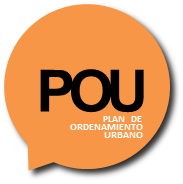 POU
PLAN DE
ORDENAMIENTO
URBANO